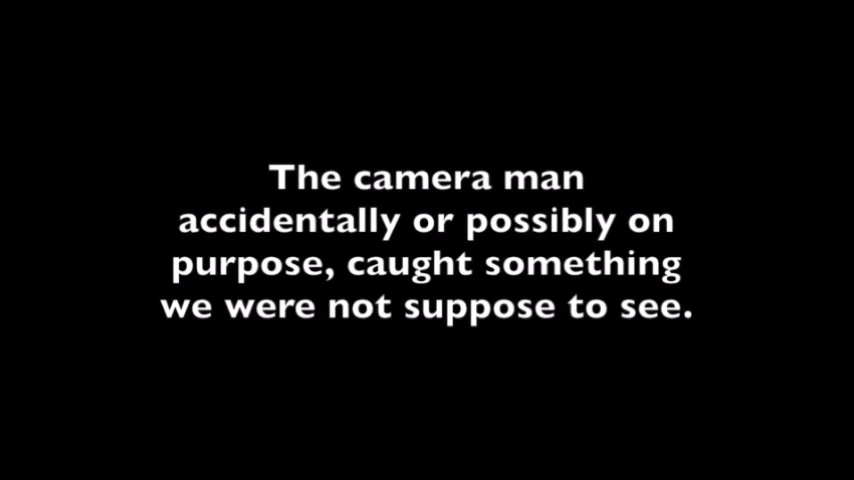 The camera man
accidentally or possibly on
purpose, caught something
we were not suppose to see.